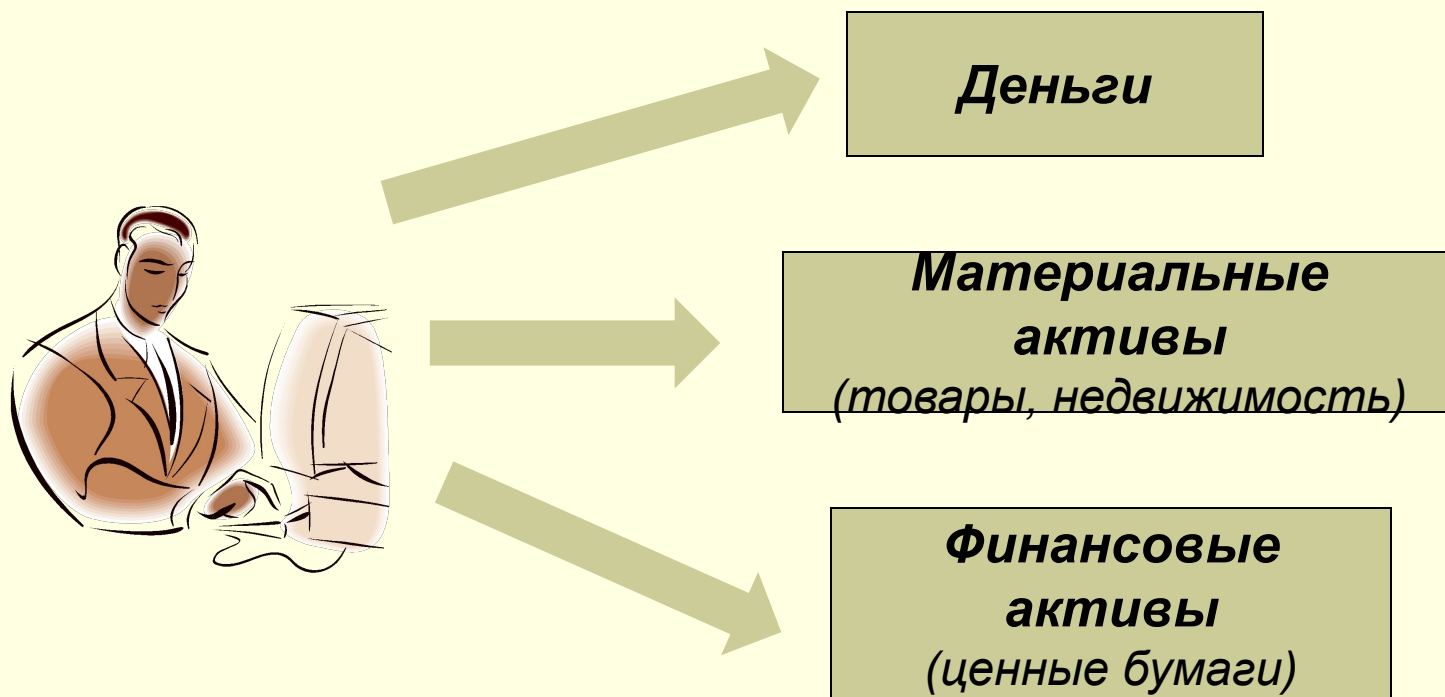 Деньги
Материальные
активы
(товары, недвижимость)
Финансовые
активы
(ценные бумаги)